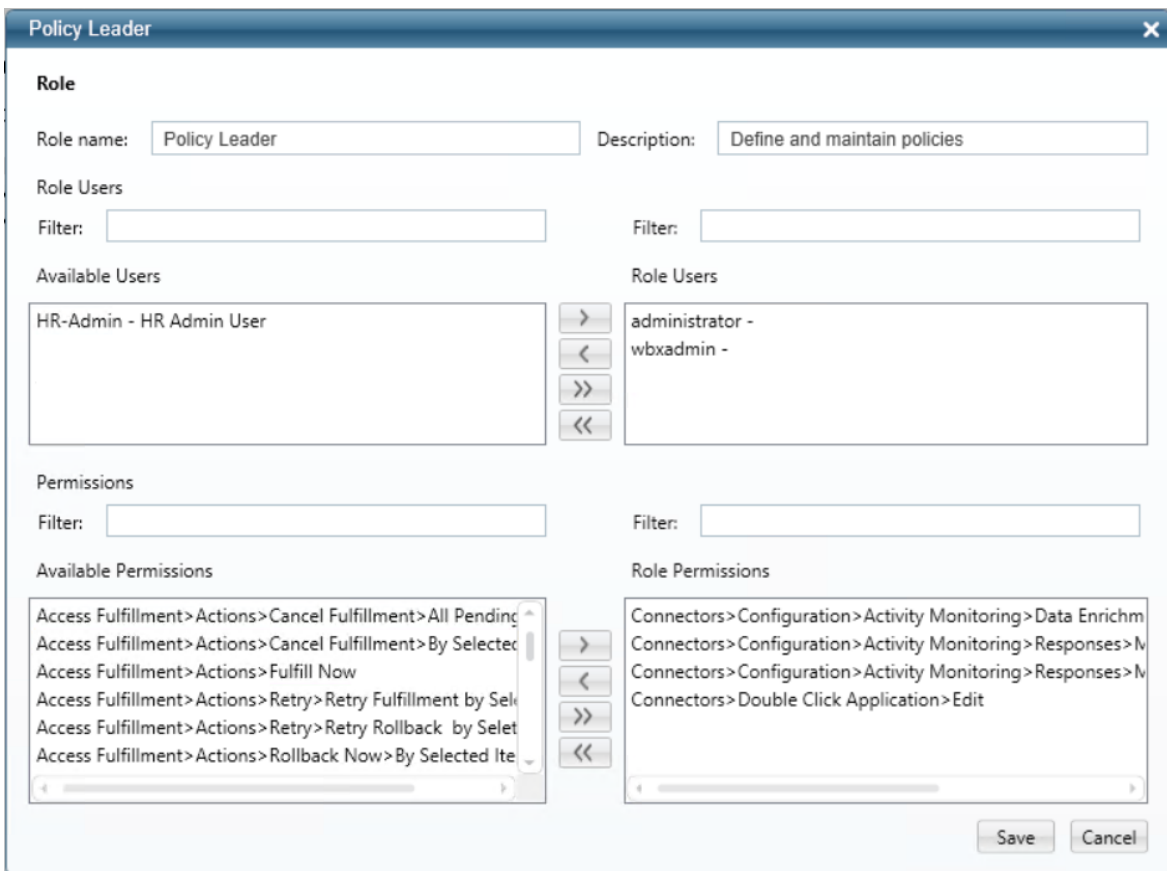 Policy Leader
Role
Role name: Policy Leader Description: Define and maintain policies
Role Users
Filter: Filter:
Available Users Role Users
HR-Admin - HR Admin User
administrator -
wbxadmin -
Permissions
Filter: Filter:
Available Permissions Role Permissions
Access Fulfillment>Actions>Cancel Fulfillment>All Pending
Access Fulfillment>Actions>Cancel Fulfillment>By Selected
Access Fulfillment>Actions>Fulfill Now
Access Fulfillment>Actions>Retry>Retry Fulfillment by Sele
Access Fulfillment>Actions>Retry>Retry Rollback by Selet
Access Fulfillment>Actions>Rollback Now>By Selected Ite
Connectors>Configuration>Activity Monitoring>Data Enrichm
Connectors>Configuration>Activity Monitoring>Responses>M
Connectors>Configuration>Activity Monitoring>Responses>M
Connectors>Double Click Application>Edit
Save Cancel